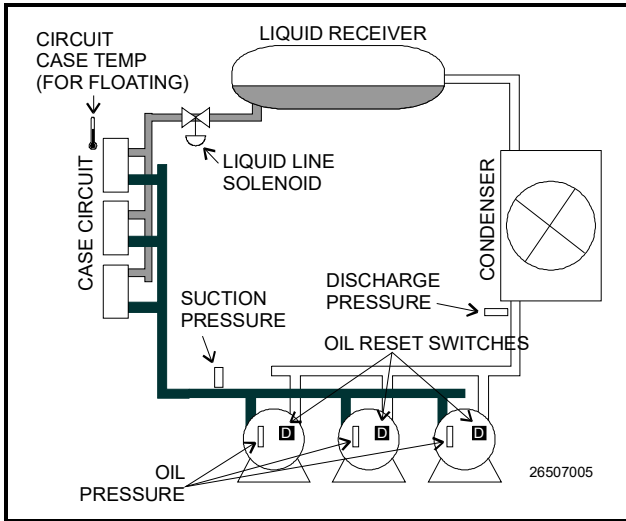 CIRCUIT
CASE TEMP
(FOR FLOATING)
LIQUID RECEIVER
LIQUID LINE
SOLENOID
CASE CIRCUIT
CONDENSER
SUCTION
PRESSURE
DISCHARGE
PRESSURE
OIL RESET SWITCHES
D
D
D
OIL
PRESSURE
26507005